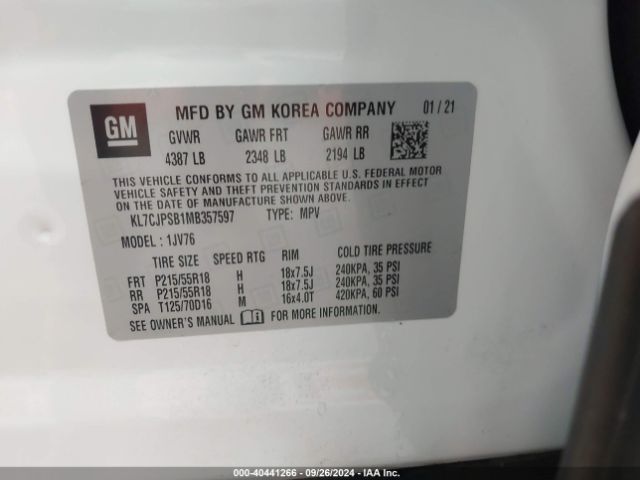 GM
MFD BY GM KOREA COMPANY 01 / 21
GVWR GAWR FRT GAWR RR
4387 LB 2348 LB 2194 LB
THIS VEHICLE CONFORMS TO ALL APPLICABLE U.S. FEDERAL MOTOR
VEHICLE SAFETY AND THEFT PREVENTION STANDARDS IN EFFECT ON
THE DATE OF MANUFACTURE SHOWN ABOVE.
KL7CJPSB1MB357597 TYPE: MPV
MODEL : 1JV76
TIRE SIZE SPEED RTG RIM COLD TIRE PRESSURE
FRT P215/55R18 H 18x7.5J 240KPA, 35 PSI
RR P215/55R18 H 18x7.5J 240KPA, 35 PSI
SPA T125/70D16 M 16x4.0T 420KPA, 60 PSI
SEE OWNER'S MANUAL FOR MORE INFORMATION.
000-40441266 - 09/26/2024 - IAAI.COM